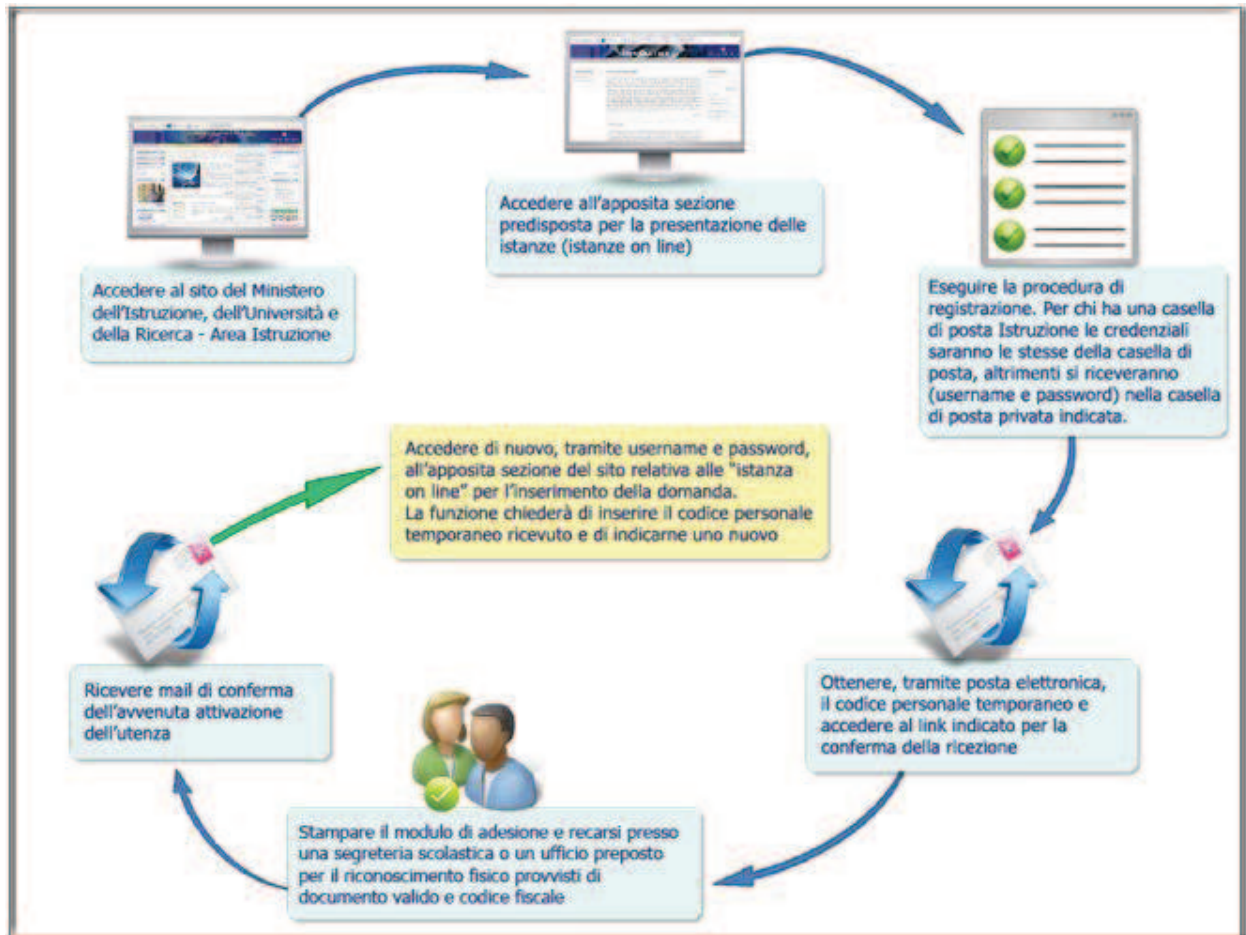 Accedere al sito del Ministero
dell'Istruzione, dell'Università e
della Ricerca - Area Istruzione
Accedere all'apposita sezione
predisposta per la presentazione delle
istanze (istanze on line)
Eseguire la procedura di
registrazione. Per chi ha una casella
di posta Istruzione le credenziali
saranno le stesse della casella di
posta, altrimenti si riceveranno
(username e password) nella casella
di posta privata indicata.
Ottenere, tramite posta elettronica,
il codice personale temporaneo e
accedere al link indicato per la
conferma della ricezione
Stampare il modulo di adesione e recarsi presso
una segreteria scolastica o un ufficio preposto
per il riconoscimento fisico provvisti di
documento valido e codice fiscale
Ricevere mail di conferma
dell'avvenuta attivazione
dell'utenza
Accedere di nuovo, tramite username e password,
all'apposita sezione del sito relativa alle "istanza
on line" per l'inserimento della domanda.
La funzione chiederà di inserire il codice personale
temporaneo ricevuto e di indicarne uno nuovo